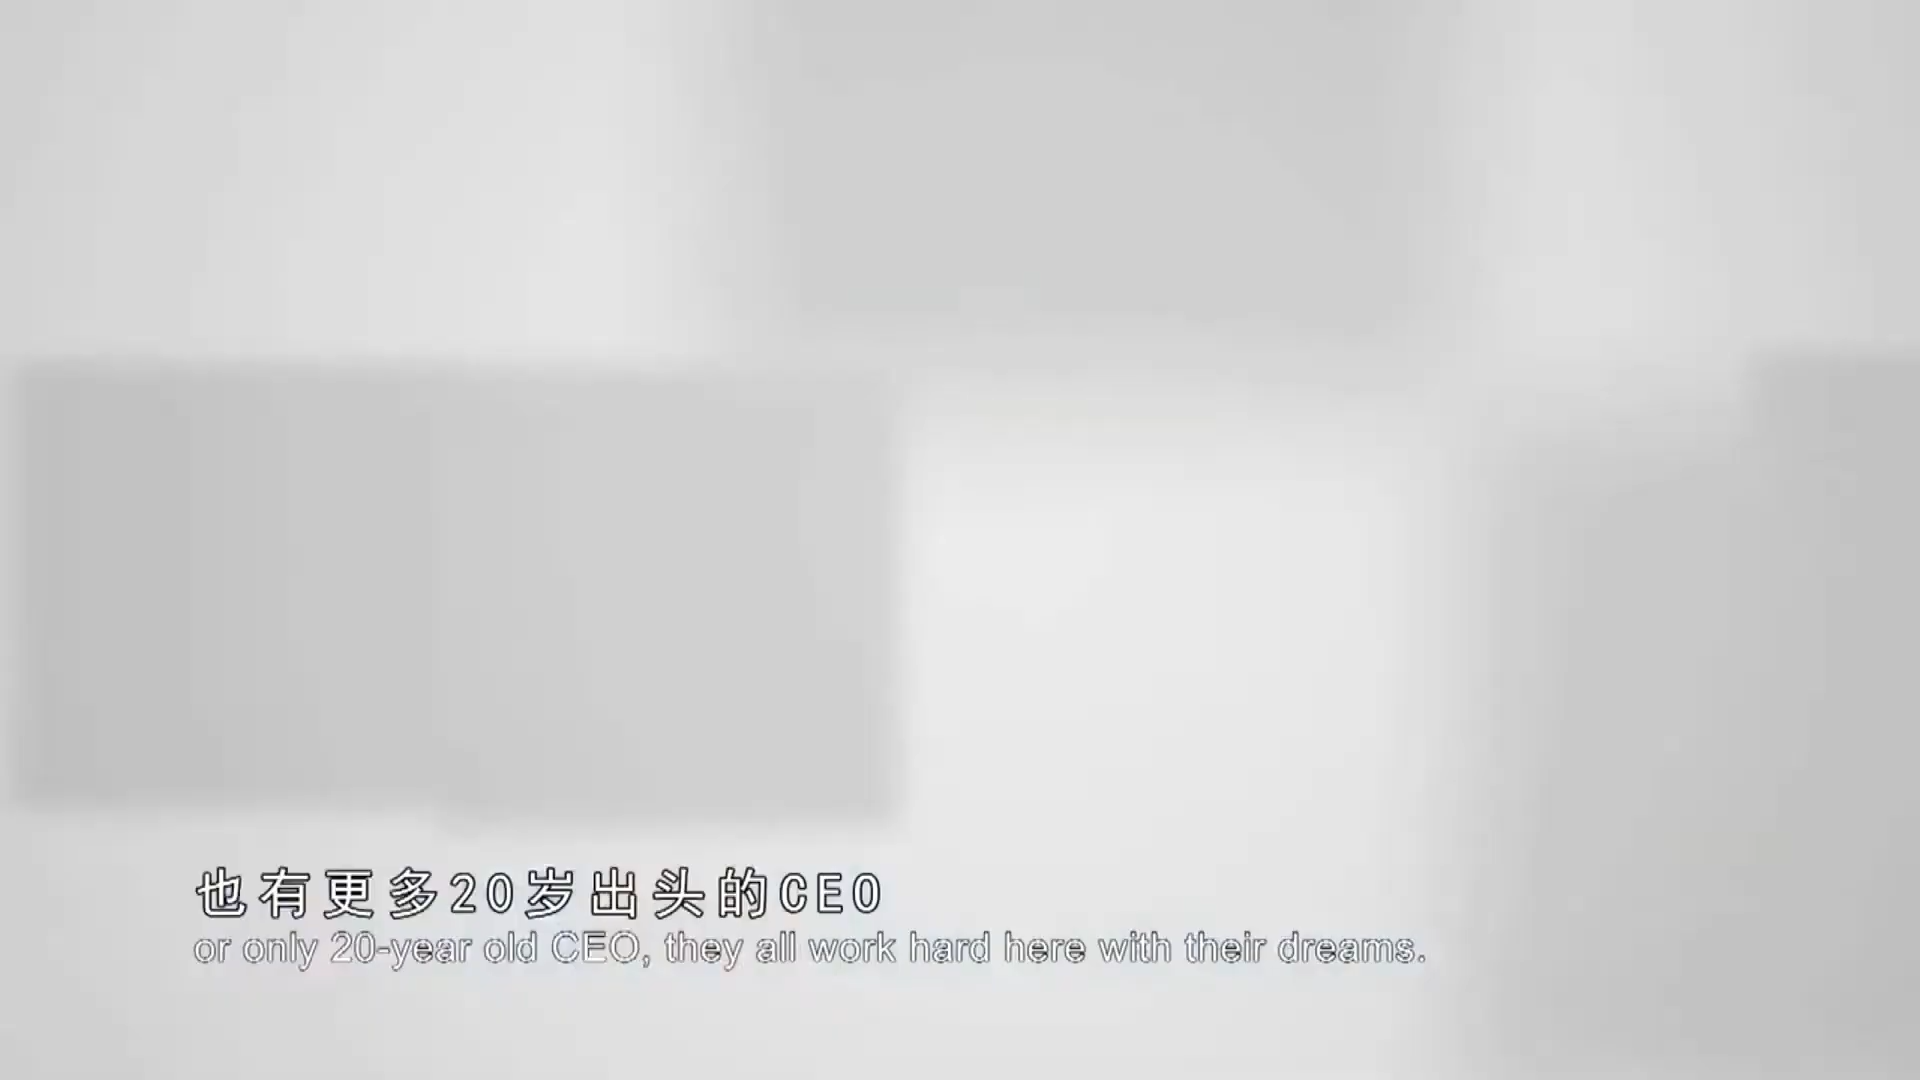 也有更多20岁出头的CEO
or only 20-year old CEO, they all work hard here with their dreams.